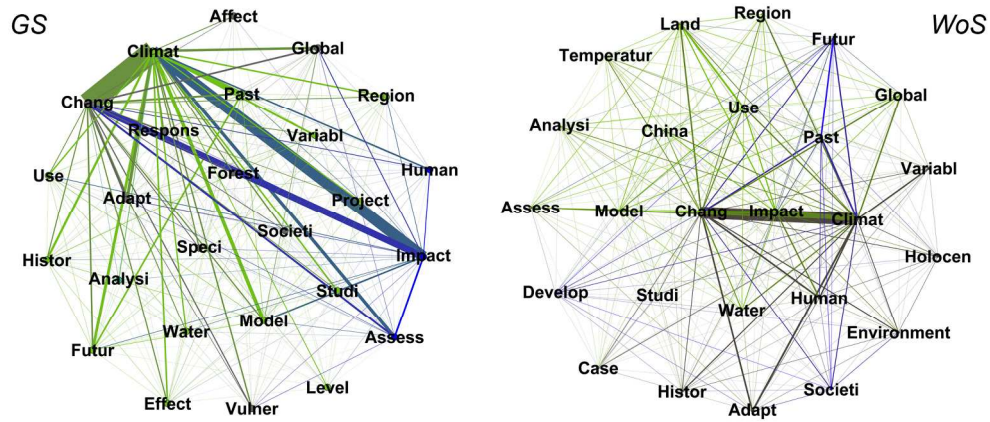 GS
Affect
Climat
Global
Chang
Past
Region
Respons
Variabl
Use
Forest
Human
Adapt
Project
Societi
Speci
Impact
Histor
Analysi
Studi
Water
Model
Assess
Futur
Level
Effect
Vulner
WoS
Region
Land
Futur
Temperatur
Global
Use
Analysi
China
Past
Variabl
Assess
Model
Chang
Impact
Climat
Holocen
Develop
Studi
Human
Water
Environment
Case
Histor
Societi
Adapt